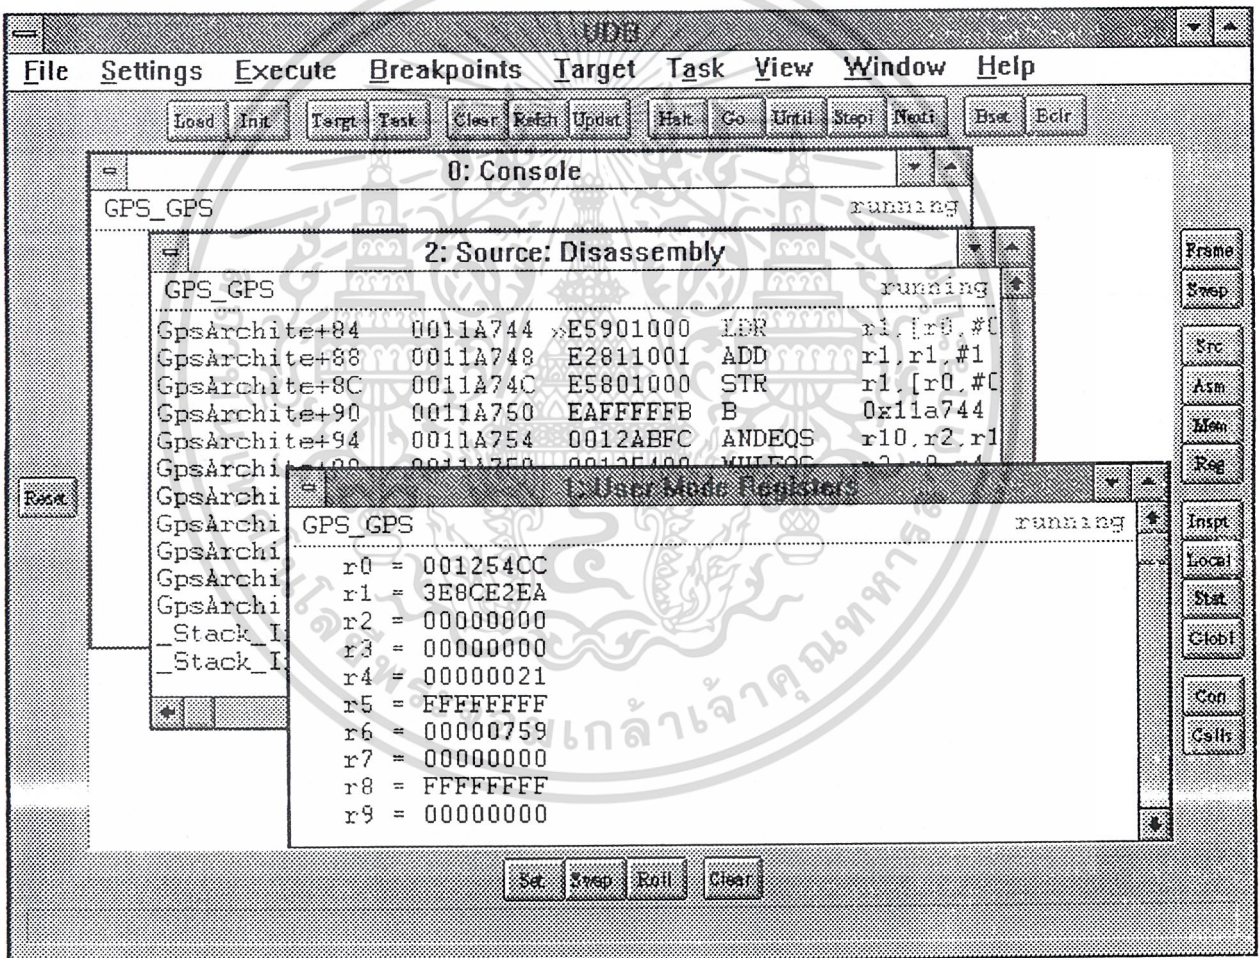 UDB
File Settings Execute Breakpoints Target Task View Window Help
Load Init Targt Task Clear Refsh Updat Halt Go Until Stepi Nexti Bset Bclr
0: Console
GPS_GPS running
2: Source: Disassembly
GPS_GPS running
GpsArchite+84 0011A744 »E5901000 LDR r1,[r0,#0
GpsArchite+88 0011A748 E2811001 ADD r1,r1,#1
GpsArchite+8C 0011A74C E5801000 STR r1,[r0,#0
GpsArchite+90 0011A750 EAFFFFFB B 0x11a744
GpsArchite+94 0011A754 0012ABFC ANDEQS r10,r2,r1
GpsArchi
GpsArchi
GpsArchi
GpsArchi
GpsArchi
GpsArchi
_Stack_I
_Stack_I
1: User Mode Registers
GPS_GPS running
r0 = 001254CC
r1 = 3E8CE2EA
r2 = 00000000
r3 = 00000000
r4 = 00000021
r5 = FFFFFFFF
r6 = 00000759
r7 = 00000000
r8 = FFFFFFFF
r9 = 00000000
Reset
Frame
Swap
Src
Asm
Mem
Reg
Inspt
Local
Stat
Globl
Con
Calls
Set Swap Roll Clear